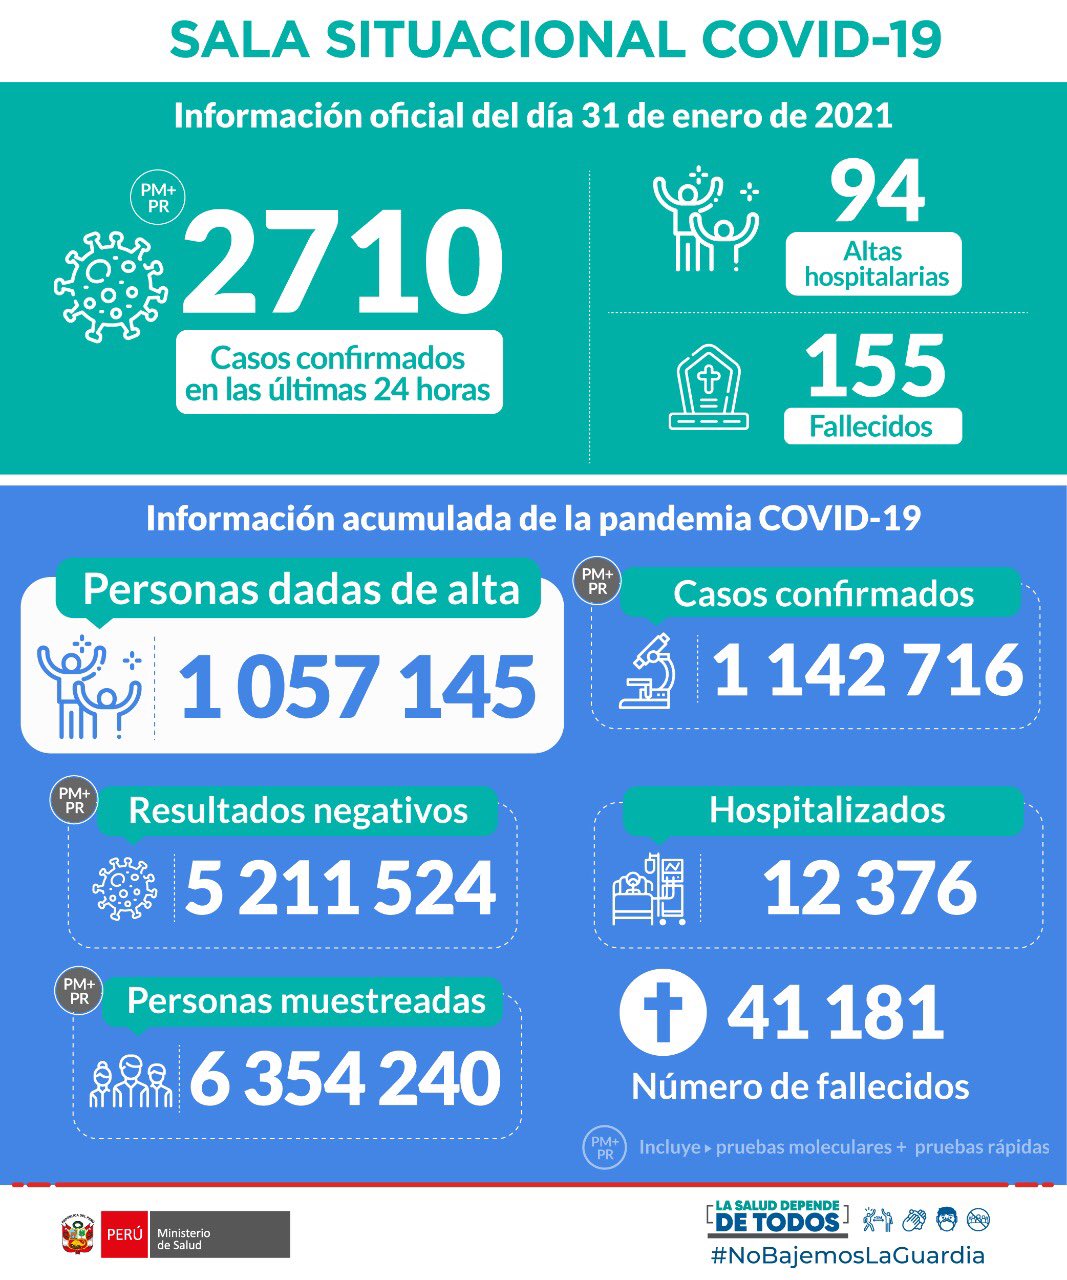 SALA SITUACIONAL COVID-19
Información oficial del día 31 de enero de 2021
PM+
PR
2710
Casos confirmados
en las últimas 24 horas
94
Altas
hospitalarias
155
Fallecidos
Información acumulada de la pandemia COVID-19
Personas dadas de alta
1 057 145
PM+
PR
Casos confirmados
1 142 716
PM+
PR
Resultados negativos
5 211 524
Hospitalizados
12 376
PM+
PR
Personas muestreadas
6 354 240
41 181
Número de fallecidos
PM+
PR
Incluye ▸ pruebas moleculares + pruebas rápidas
PERÚ
Ministerio
de Salud
LA SALUD DEPENDE
DE TODOS
#NoBajemosLaGuardia